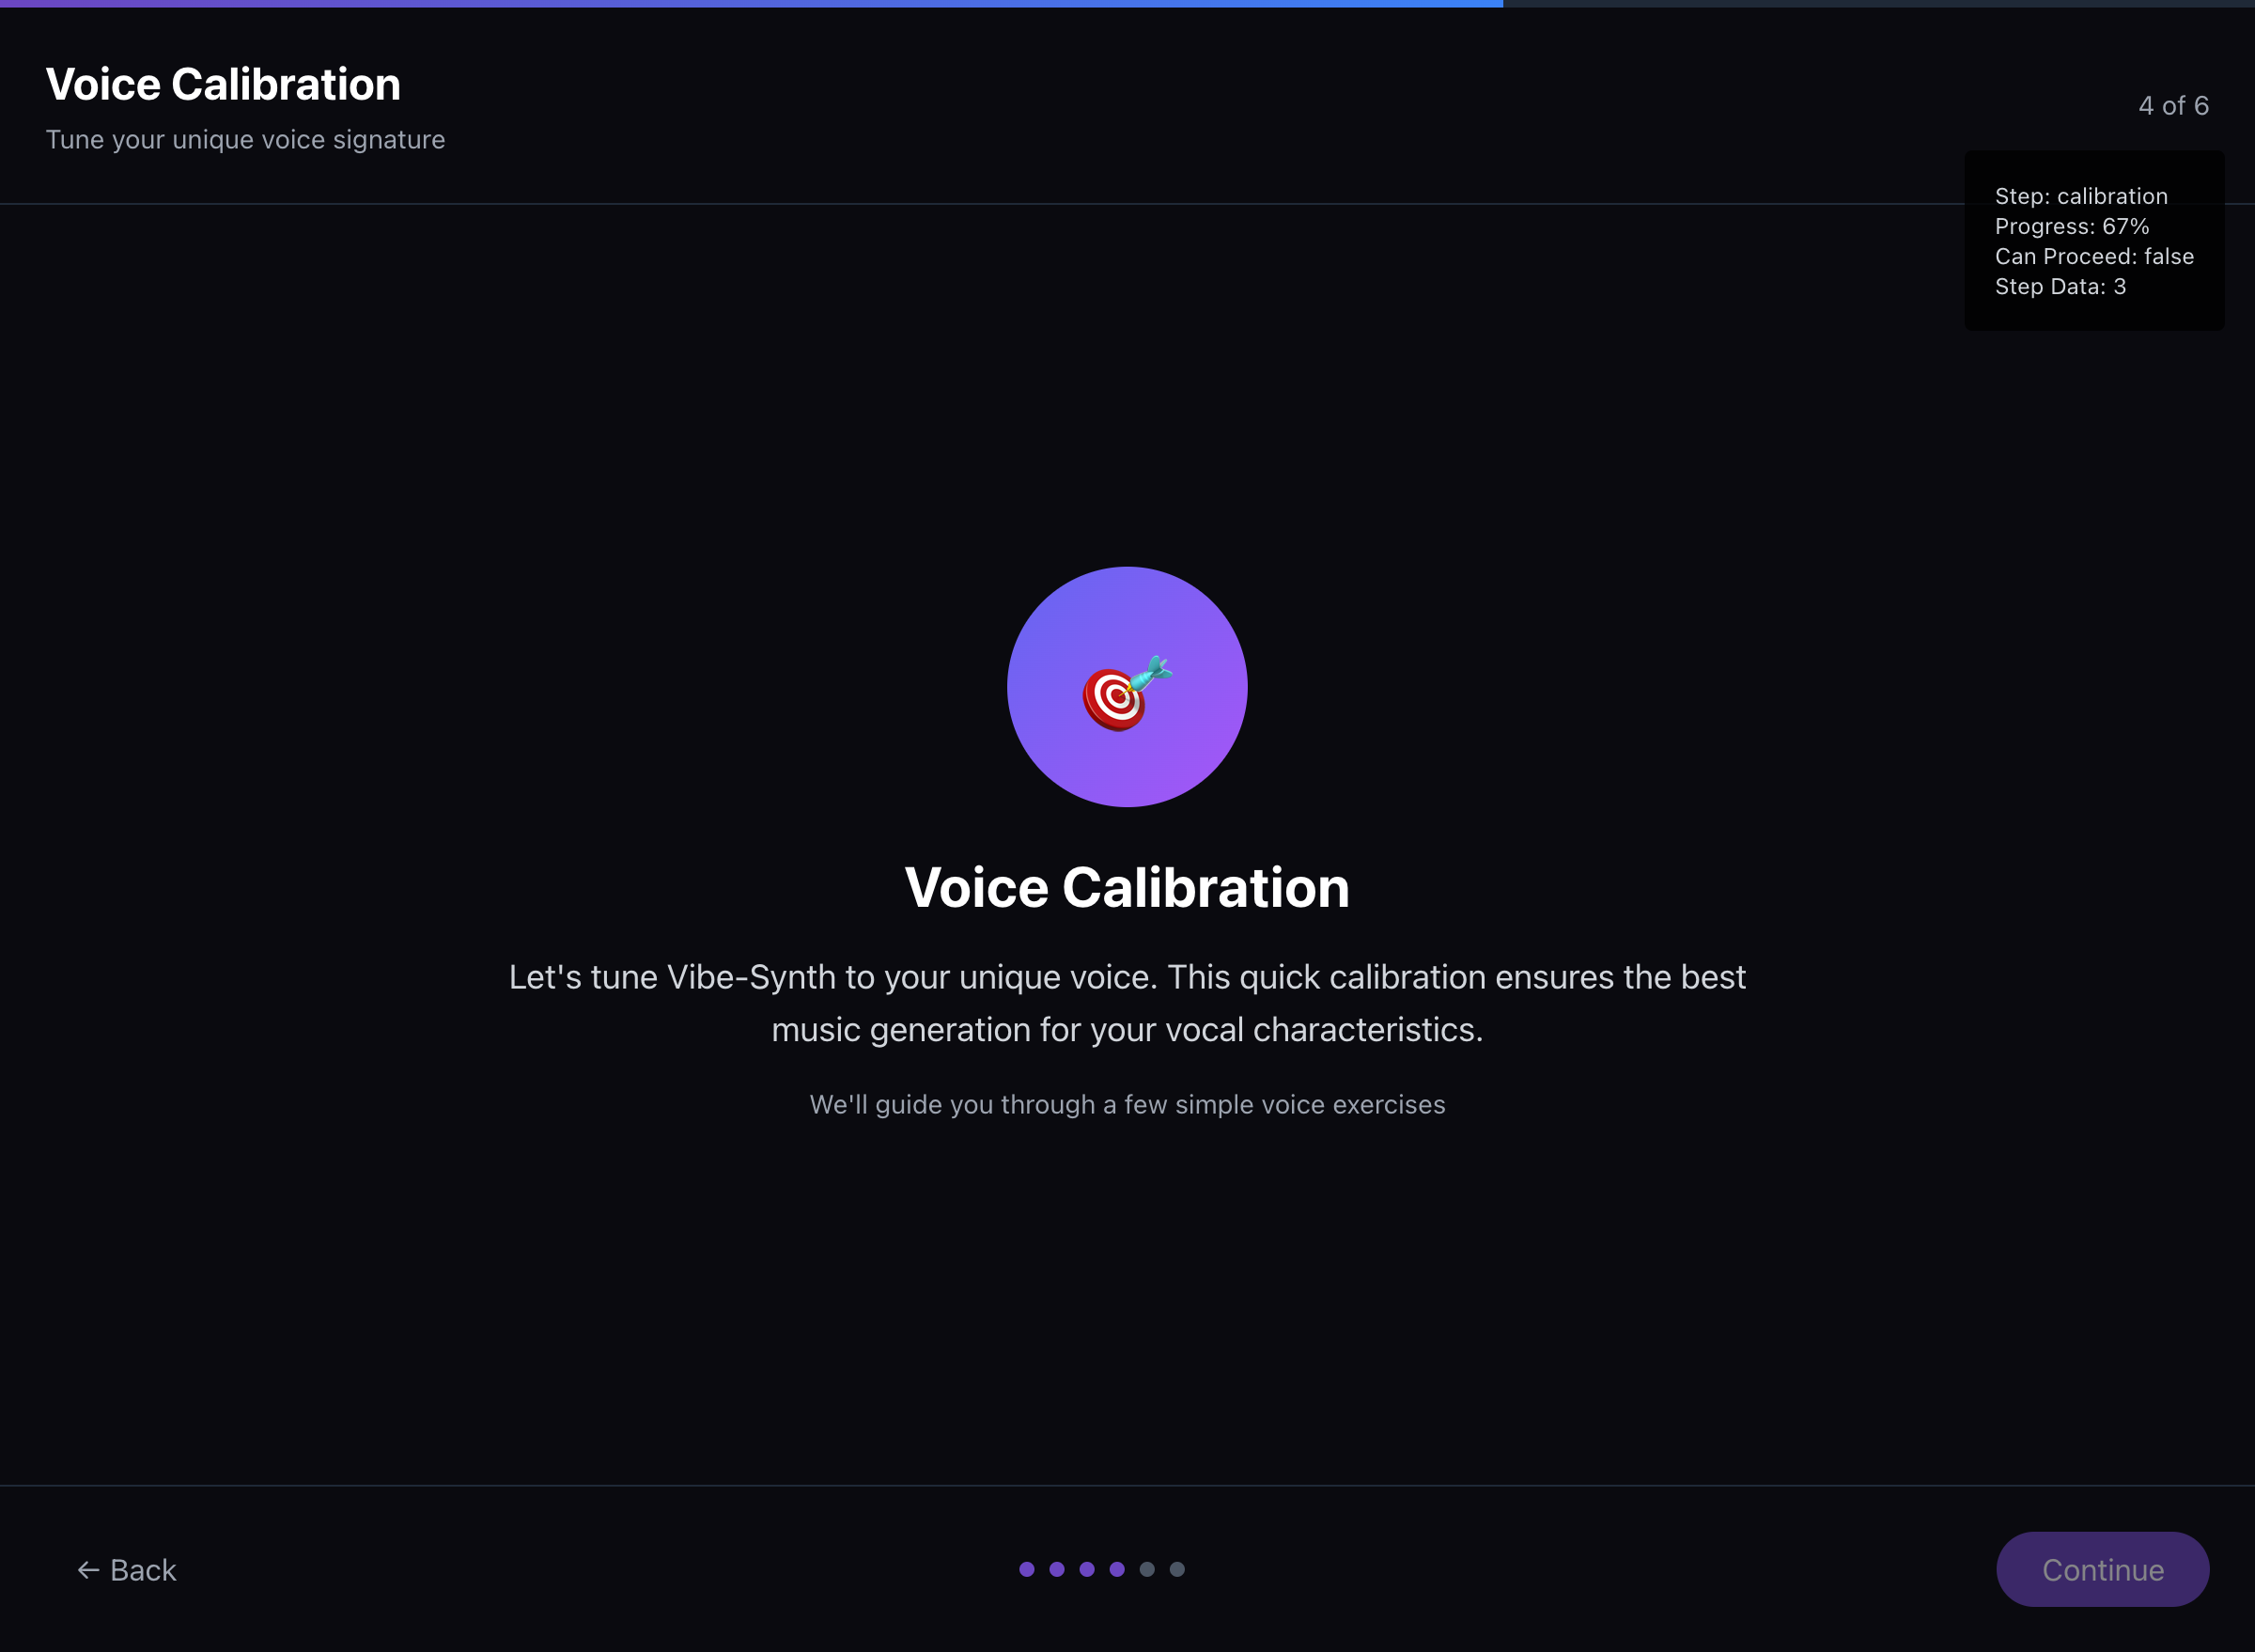 Voice Calibration
Tune your unique voice signature
4 of 6
Step: calibration
Progress: 67%
Can Proceed: false
Step Data: 3
Voice Calibration
Let's tune Vibe-Synth to your unique voice. This quick calibration ensures the best
music generation for your vocal characteristics.
We'll guide you through a few simple voice exercises
← Back
Continue